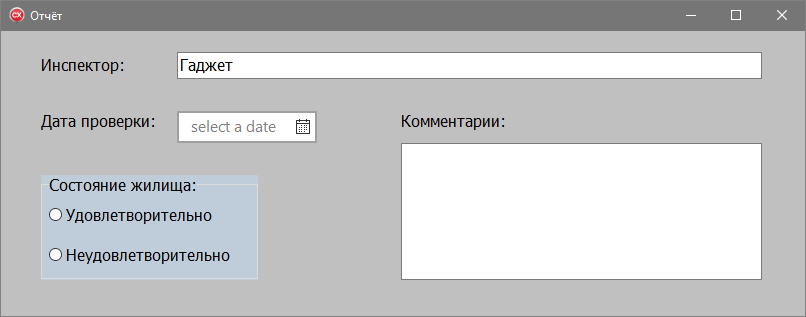 Отчёт
Инспектор: Гаджет
Дата проверки: select a date
Комментарии:
Состояние жилища:
Удовлетворительно
Неудовлетворительно